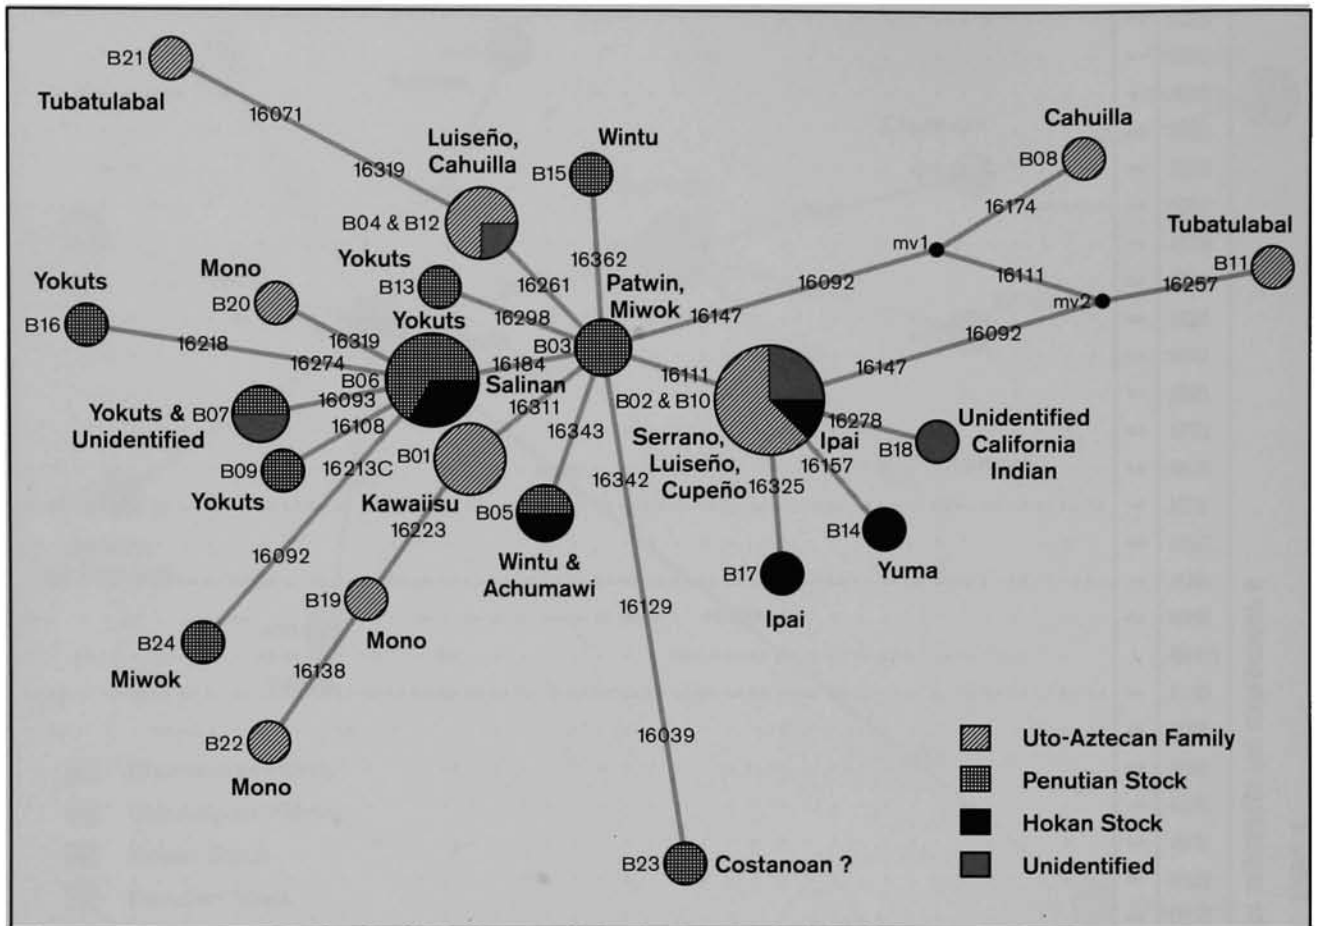 B21
Tubatulabal
16071
16319
Luiseño,
Cahuilla
B04 & B12
Wintu
B15
16362
Cahuilla
B08
16174
mv1
Tubatulabal
B11
16257
16111
mv2
16092
16147
16092
16147
Yokuts
B13
16298
16261
Patwin,
Miwok
B03
Mono
B20
16319
Yokuts
B16
16218
16274
Yokuts
B06
Salinan
16184
16093
Yokuts &
Unidentified
B07
16108
B09
Yokuts
16213C
16092
B24
Miwok
16311
B01
Kawaiisu
16223
B19
Mono
16138
B22
Mono
16343
B05
Wintu &
Achumawi
16342
16129
16039
B23
Costanoan ?
16111
B02 & B10
Serrano,
Luiseño,
Cupeño
Ipai
16278
B18
Unidentified
California
Indian
16157
B14
Yuma
16325
B17
Ipai
Uto-Aztecan Family
Penutian Stock
Hokan Stock
Unidentified